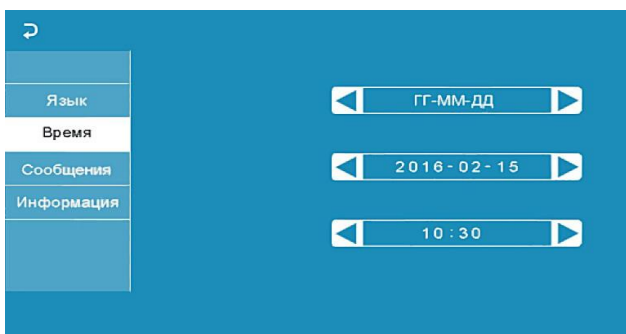 Язык
Время
Сообщения
Информация
ГГ-ММ-ДД
2016-02-15
10:30